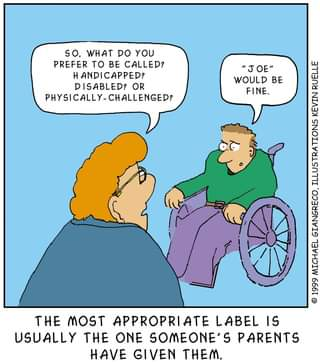 SO, WHAT DO YOU
PREFER TO BE CALLED?
HANDICAPPED?
DISABLED? OR
PHYSICALLY-CHALLENGED?
"JOE"
WOULD BE
FINE.
© 1999 MICHAEL GIANGRECO, ILLUSTRATIONS KEVIN RUELLE
THE MOST APPROPRIATE LABEL IS
USUALLY THE ONE SOMEONE'S PARENTS
HAVE GIVEN THEM.